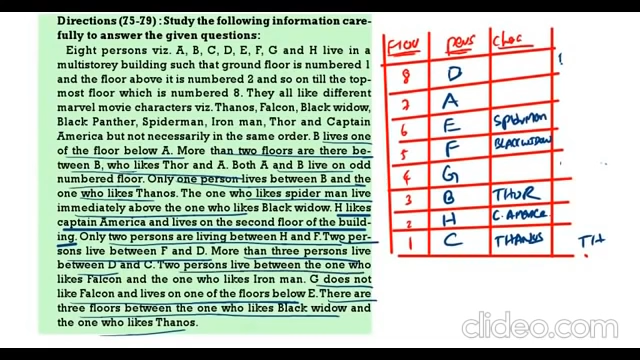 Directions (75-79) : Study the following information care-
fully to answer the given questions:
Eight persons viz. A, B, C, D, E, F, G and H live in a
multistorey building such that ground floor is numbered 1
and the floor above it is numbered 2 and so on till the top-
most floor which is numbered 8. They all like different
marvel movie characters viz. Thanos, Falcon, Black widow,
Black Panther, Spiderman, Iron man, Thor and Captain
America but not necessarily in the same order. B lives one
of the floor below A. More than two floors are there be-
tween B, who likes Thor and A. Both A and B live on odd
numbered floor. Only one person lives between B and the
one who likes Thanos. The one who likes spider man live
immediately above the one who likes Black widow. H likes
captain America and lives on the second floor of the build-
ing. Only two persons are living between H and F. Two per-
sons live between F and D. More than three persons live
between D and C. Two persons live between the one who
likes Falcon and the one who likes Iron man. G does not
like Falcon and lives on one of the floors below E. There are
three floors between the one who likes Black widow and
the one who likes Thanos.
Floor Pers Chac
8 D
7 A
6 E Spiderman
5 F BLACK WIDOW
4 G
3 B THOR
2 H C. America
1 C THANOS TH
clideo.com